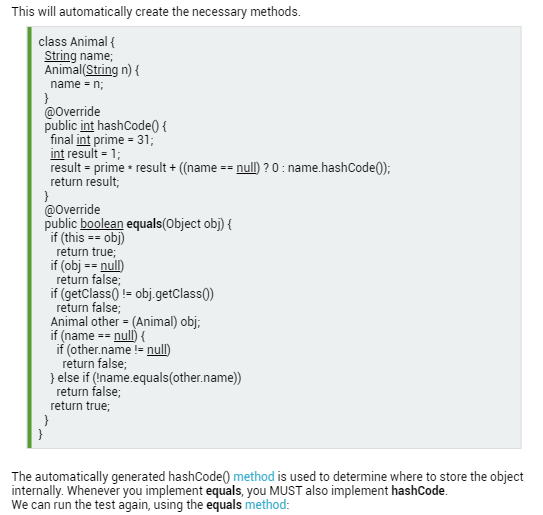 This will automatically create the necessary methods.
class Animal {
String name;
Animal(String n) {
name = n;
}
@Override
public int hashCode() {
final int prime = 31;
int result = 1;
result = prime * result + ((name == null) ? 0 : name.hashCode());
return result;
}
@Override
public boolean equals(Object obj) {
if (this == obj)
return true;
if (obj == null)
return false;
if (getClass() != obj.getClass())
return false;
Animal other = (Animal) obj;
if (name == null) {
if (other.name != null)
return false;
} else if (!name.equals(other.name))
return false;
return true;
}
}
The automatically generated hashCode() method is used to determine where to store the object
internally. Whenever you implement equals, you MUST also implement hashCode.
We can run the test again, using the equals method: